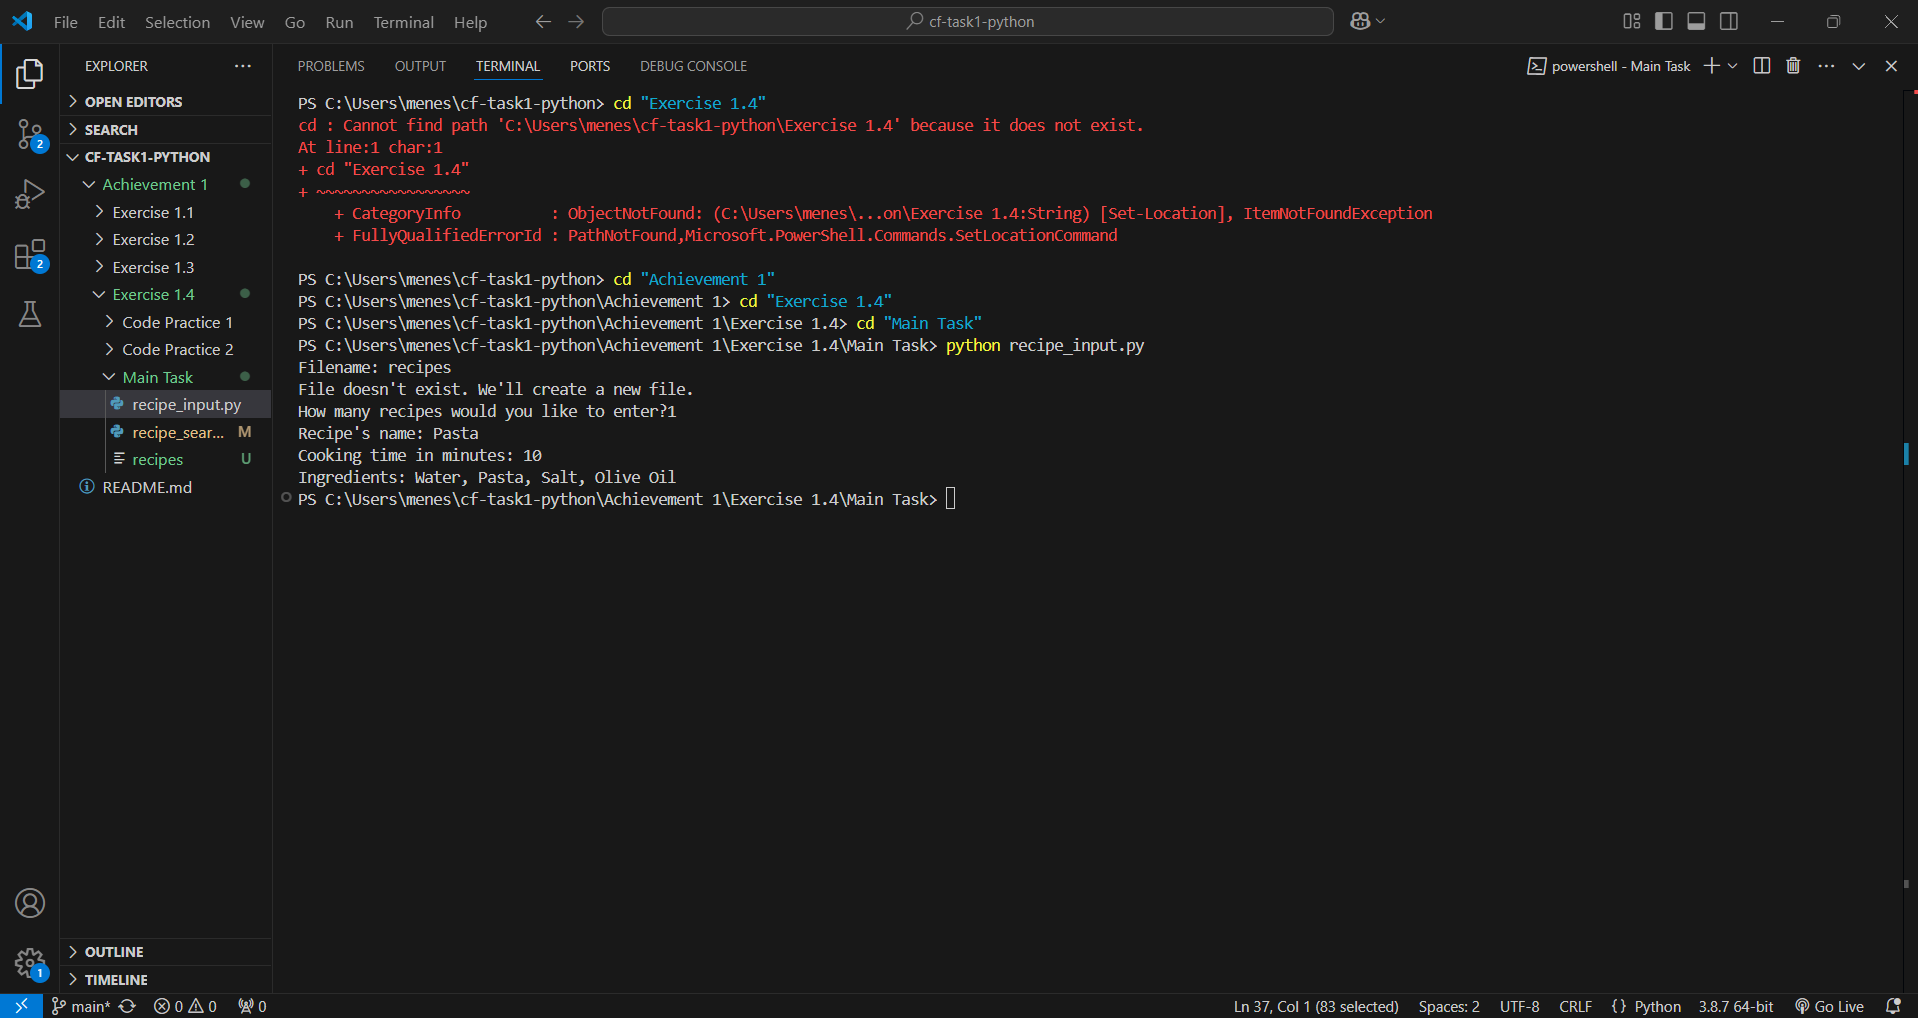 File Edit Selection View Go Run Terminal Help
cf-task1-python
EXPLORER
OPEN EDITORS
SEARCH
CF-TASK1-PYTHON
Achievement 1
Exercise 1.1
Exercise 1.2
Exercise 1.3
Exercise 1.4
Code Practice 1
Code Practice 2
Main Task
recipe_input.py
recipe_sear... M
recipes U
README.md
OUTLINE
TIMELINE
2
2
1
PROBLEMS OUTPUT TERMINAL PORTS DEBUG CONSOLE
powershell - Main Task
PS C:\Users\menes\cf-task1-python> cd "Exercise 1.4"
cd : Cannot find path 'C:\Users\menes\cf-task1-python\Exercise 1.4' because it does not exist.
At line:1 char:1
+ cd "Exercise 1.4"
+ ~~~~~~~~~~~~~~~~~
+ CategoryInfo          : ObjectNotFound: (C:\Users\menes\...on\Exercise 1.4:String) [Set-Location], ItemNotFoundException
+ FullyQualifiedErrorId : PathNotFound,Microsoft.PowerShell.Commands.SetLocationCommand
PS C:\Users\menes\cf-task1-python> cd "Achievement 1"
PS C:\Users\menes\cf-task1-python\Achievement 1> cd "Exercise 1.4"
PS C:\Users\menes\cf-task1-python\Achievement 1\Exercise 1.4> cd "Main Task"
PS C:\Users\menes\cf-task1-python\Achievement 1\Exercise 1.4\Main Task> python recipe_input.py
Filename: recipes
File doesn't exist. We'll create a new file.
How many recipes would you like to enter?1
Recipe's name: Pasta
Cooking time in minutes: 10
Ingredients: Water, Pasta, Salt, Olive Oil
PS C:\Users\menes\cf-task1-python\Achievement 1\Exercise 1.4\Main Task>
main* 0 0 0
Ln 37, Col 1 (83 selected) Spaces: 2 UTF-8 CRLF {} Python 3.8.7 64-bit Go Live